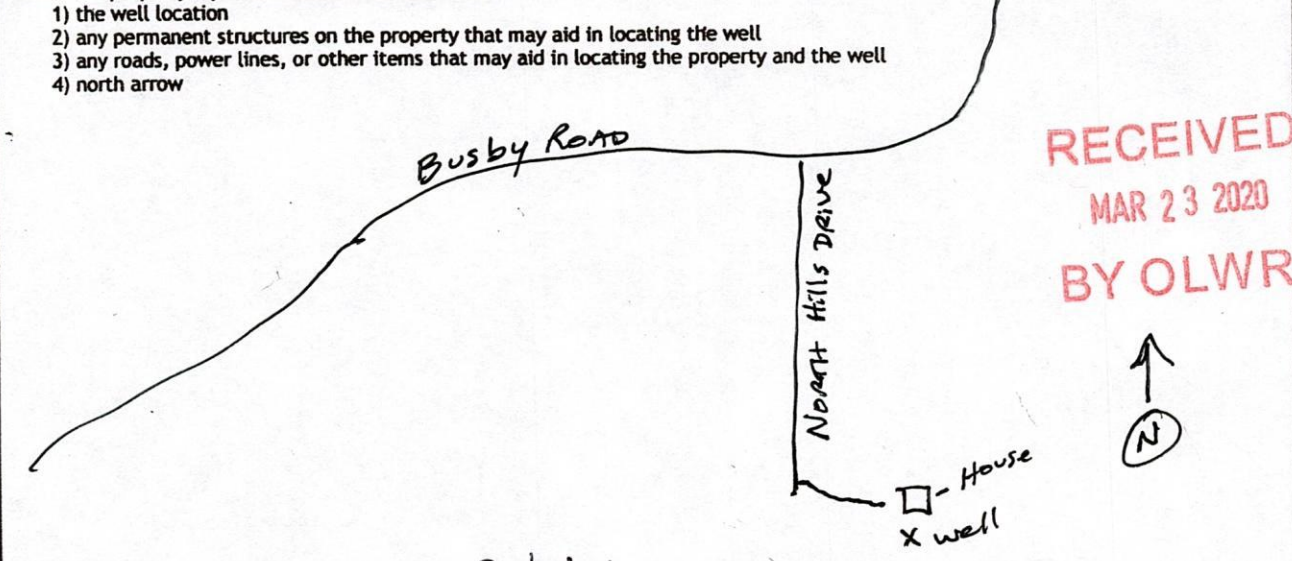 1) the well location
2) any permanent structures on the property that may aid in locating the well
3) any roads, power lines, or other items that may aid in locating the property and the well
4) north arrow
Busby ROAD
RECEIVED
MAR 23 2020
BY OLWR
NORTH Hills DRIVE
N
House
X well